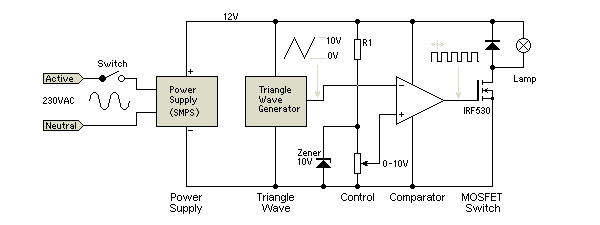 12V
Switch
Active
230VAC
Neutral
+
Power
Supply
(SMPS)
−
Triangle
Wave
Generator
10V
0V
R1
Zener
10V
0-10V
−
+
IRF530
Lamp
Power
Supply
Triangle
Wave
Control
Comparator
MOSFET
Switch